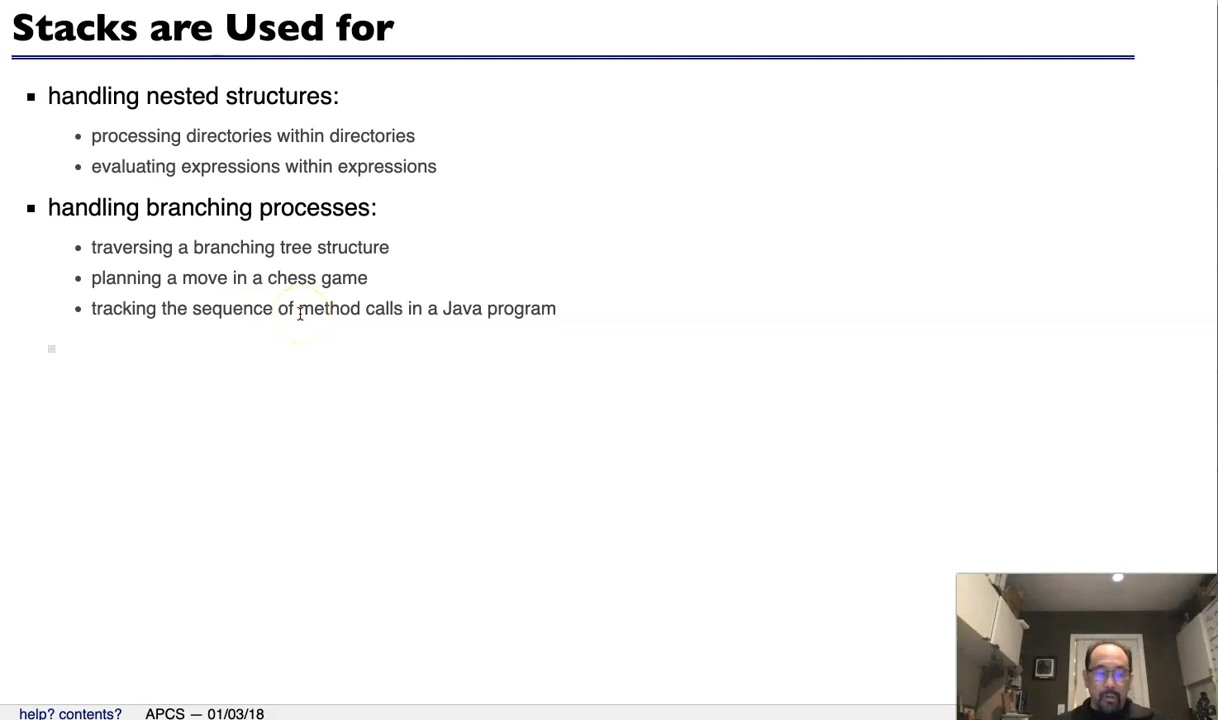 Stacks are Used for
handling nested structures:
processing directories within directories
evaluating expressions within expressions
handling branching processes:
traversing a branching tree structure
planning a move in a chess game
tracking the sequence of method calls in a Java program
help? contents? APCS — 01/03/18